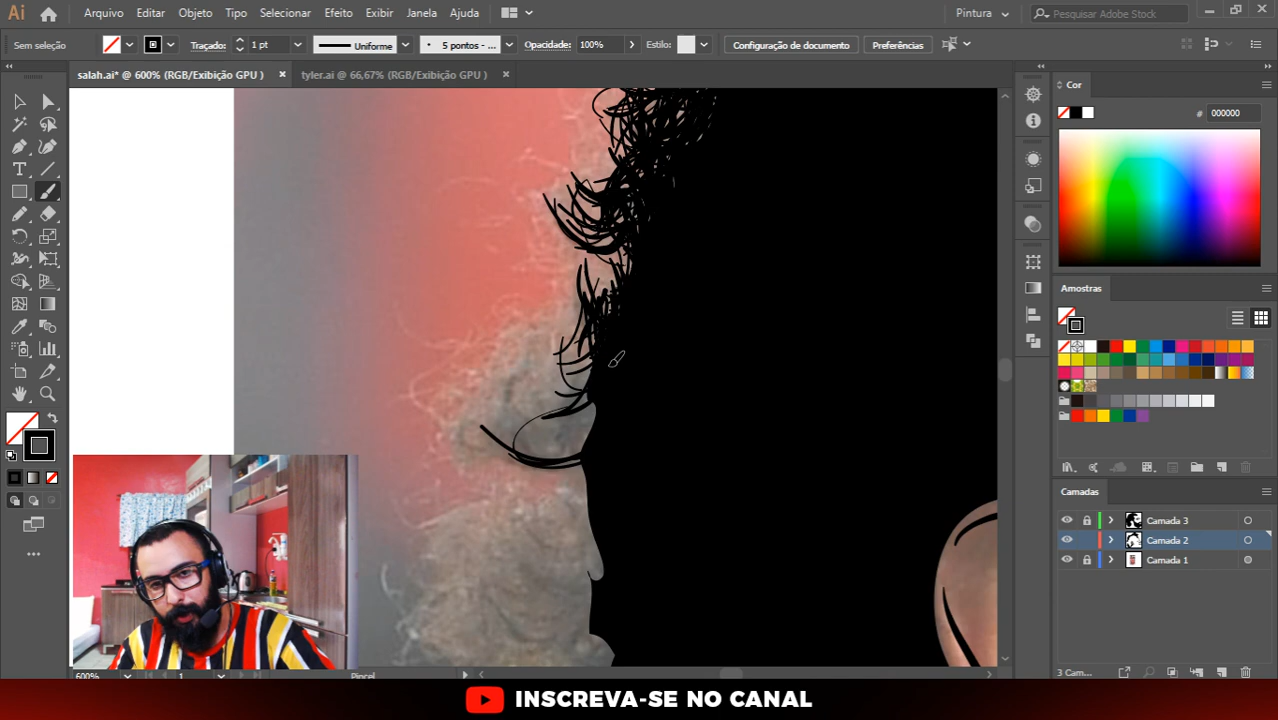 Ai Arquivo Editar Objeto Tipo Selecionar Efeito Exibir Janela Ajuda Pintura Pesquisar Adobe Stock
Sem seleção Traçado: 1 pt Uniforme 5 pontos - ... Opacidade: 100% Estilo: Configuração de documento Preferências
salah.ai* @ 600% (RGB/Exibição GPU ) tyler.ai @ 66,67% (RGB/Exibição GPU )
Cor
# 000000
Amostras
Camadas
Camada 3
Camada 2
Camada 1
600% 1 Pincel 3 Cam...
INSCREVA-SE NO CANAL